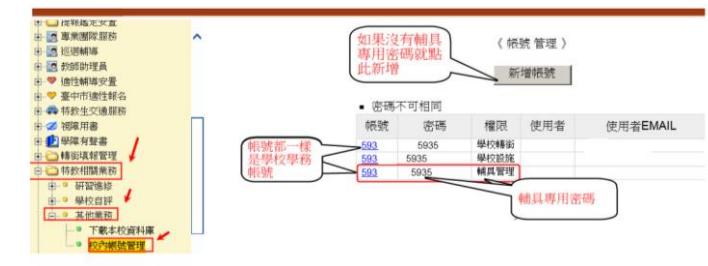 提報鑑定安置
專業團隊服務
巡迴輔導
教師助理員
適性輔導安置
臺中市適性報名
特教生交通服務
視障用書
學障有聲書
轉銜填報管理
特教相關業務
研習進修
學校自評
其他業務
下載本校資料庫
校內帳號管理
如果沒有輔具
專用密碼就點
此新增
《 帳號 管理 》
新增帳號
▪ 密碼不可相同
帳號 密碼 權限 使用者 使用者EMAIL
593 5935 學校轉銜
593 5935 學校設施
593 5935 輔具管理
帳號都一樣
是學校學務
帳號
輔具專用密碼